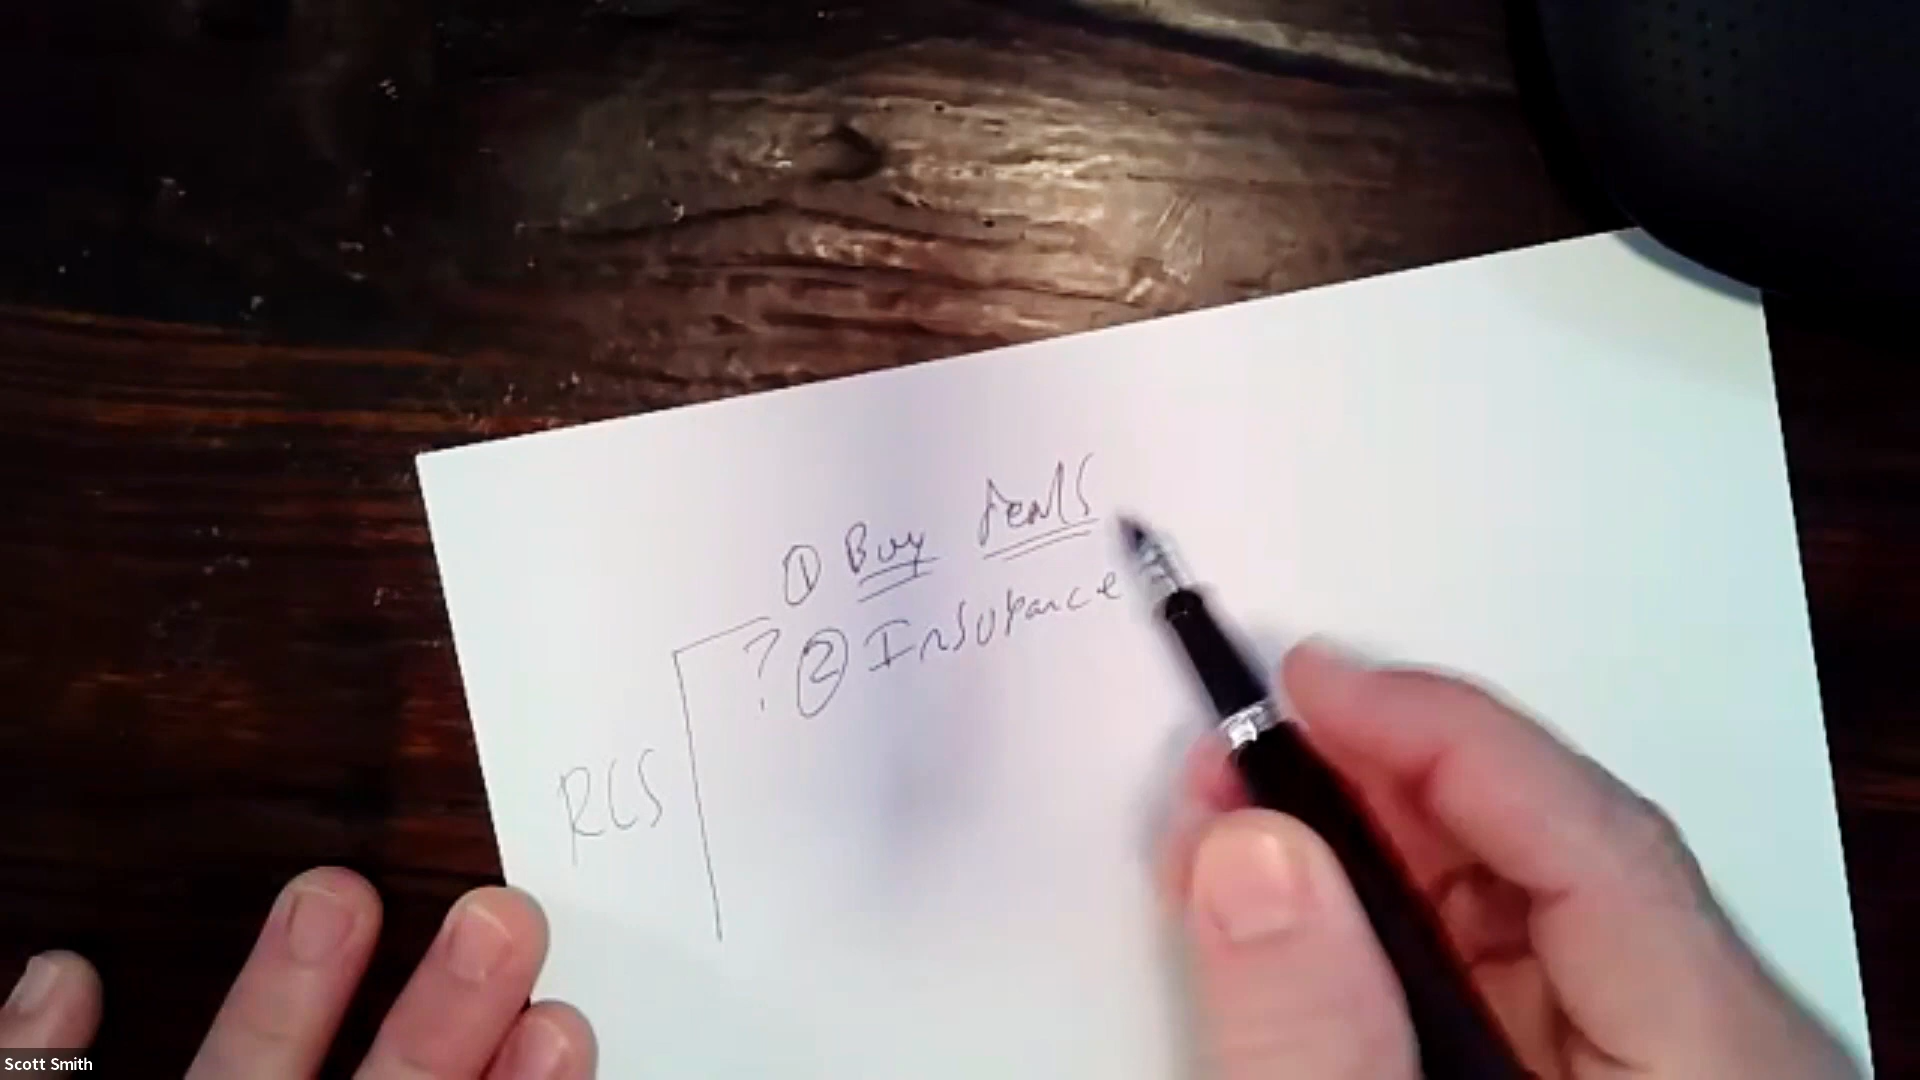 ① Buy deals
? ② Insurance
RCS
Scott Smith